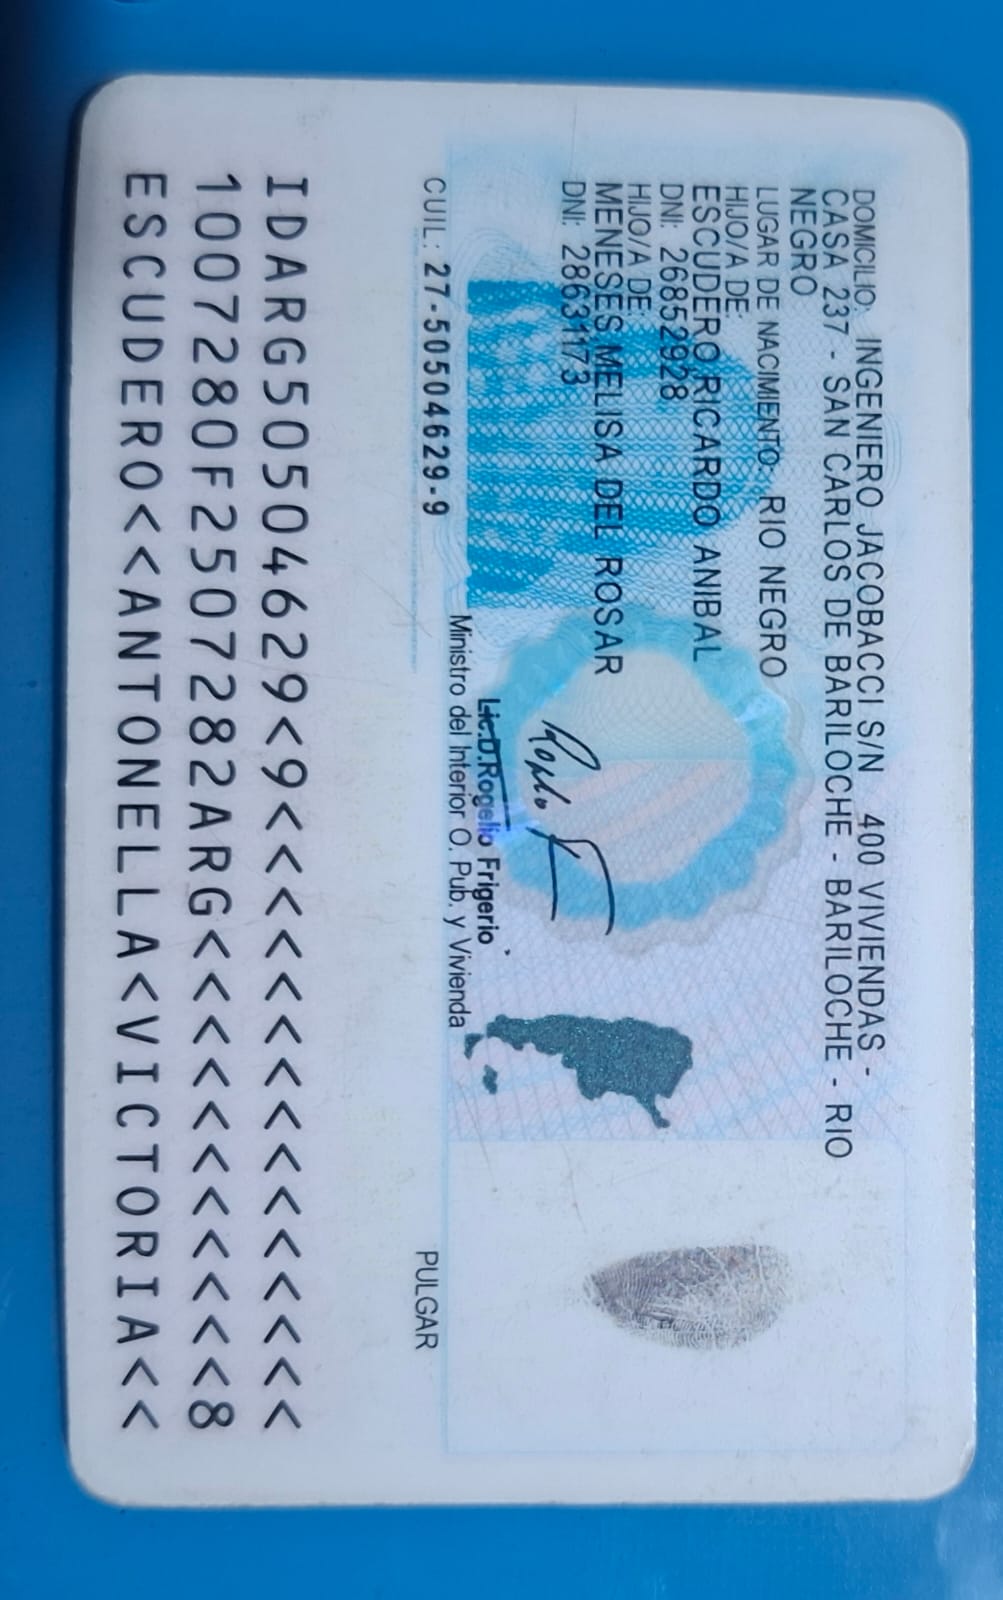 DOMICILIO: INGENIERO JACOBACCI S/N 400 VIVIENDAS -
CASA 237 - SAN CARLOS DE BARILOCHE - BARILOCHE - RIO
NEGRO
LUGAR DE NACIMIENTO: RIO NEGRO
HIJO/A DE:
ESCUDERO,RICARDO ANIBAL
DNI: 26852928
HIJO/A DE:
MENESES,MELISA DEL ROSAR
DNI: 28631173
Lic.D.Rogelio Frigerio
Ministro del Interior O. Pub. y Vivienda
CUIL: 27-50504629-9
PULGAR
IDARG50504629<9<<<<<<<<<<<<<<<
1007280F2507282ARG<<<<<<<<<<<8
ESCUDERO<<ANTONELLA<VICTORIA<<